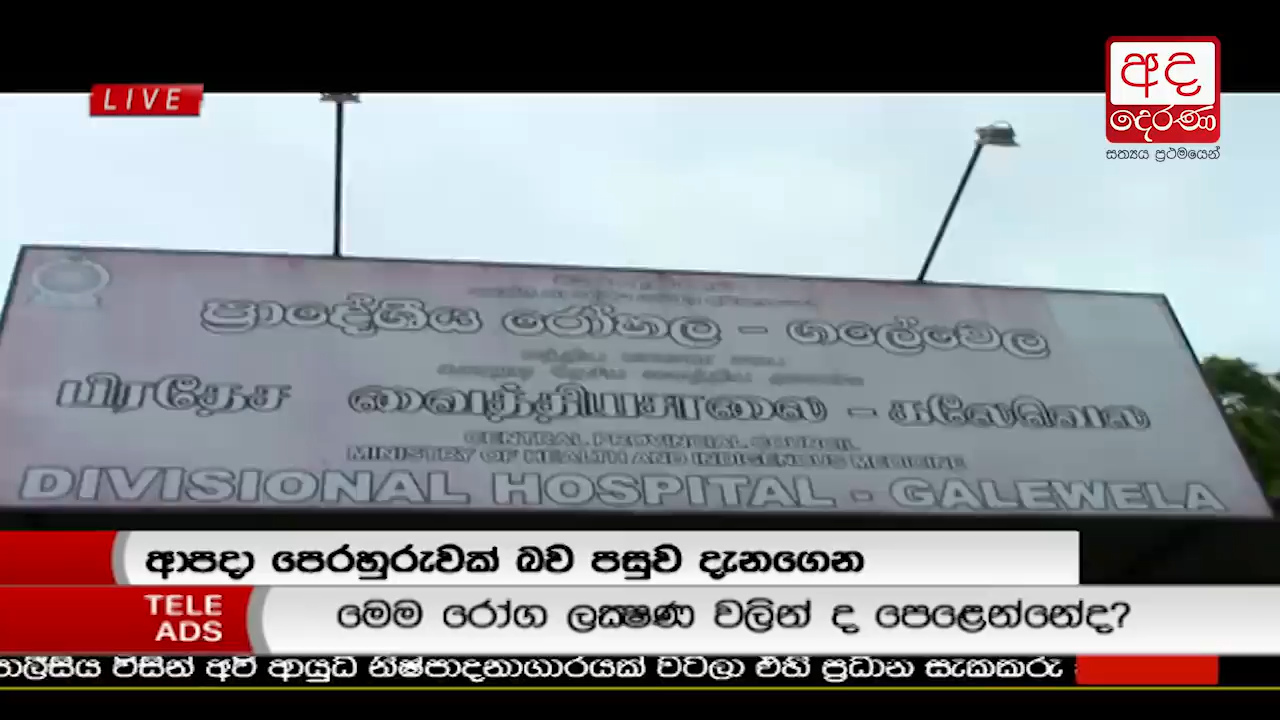 LIVE
අද
දෙරණ
සත්‍යය ප්‍රථමයෙන්
ප්‍රාදේශීය රෝහල – ගලේවෙල
பிரதேச வைத்தியசாலை –
CENTRAL PROVINCIAL COUNCIL
MINISTRY OF HEALTH AND INDIGENOUS MEDICINE
DIVISIONAL HOSPITAL - GALEWELA
ආපදා පෙරහුරුවක් බව පසුව දැනගෙන
TELE
ADS
මෙම රෝග ලක්‍ෂණ වලින් ද පෙළෙන්නේද?
විසින් අවි ආයුධ නිෂ්පාදනාගාරයක් වටලා එහි ප්‍රධාන සැකකරු